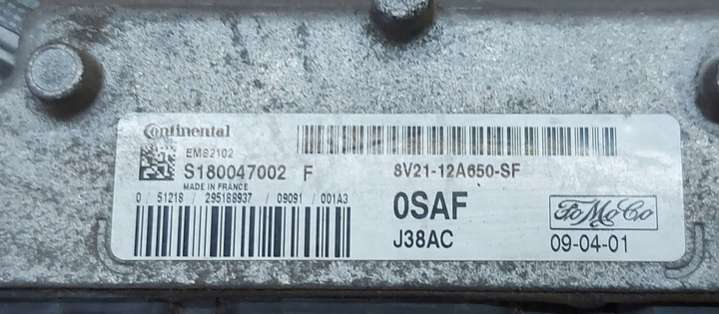 Continental
EMS2102
S180047002 F
MADE IN FRANCE
0 / 51218 / 295188937 / 09091 / 001A3
8V21-12A650-SF
0SAF
FoMoCo
J38AC
09-04-01